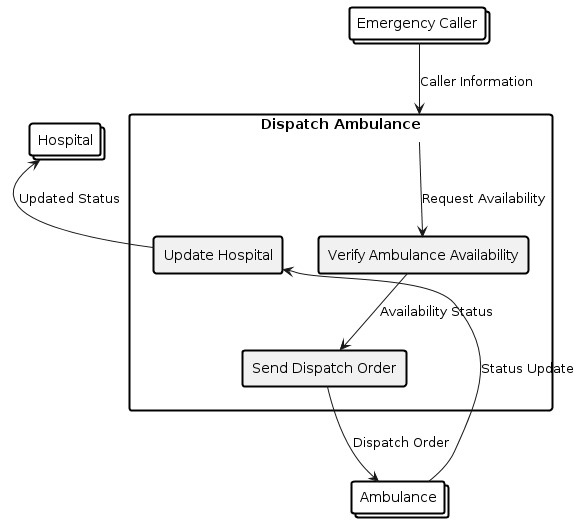 Emergency Caller
Caller Information
Dispatch Ambulance
Hospital
Updated Status
Request Availability
Update Hospital
Verify Ambulance Availability
Availability Status
Send Dispatch Order
Status Update
Dispatch Order
Ambulance